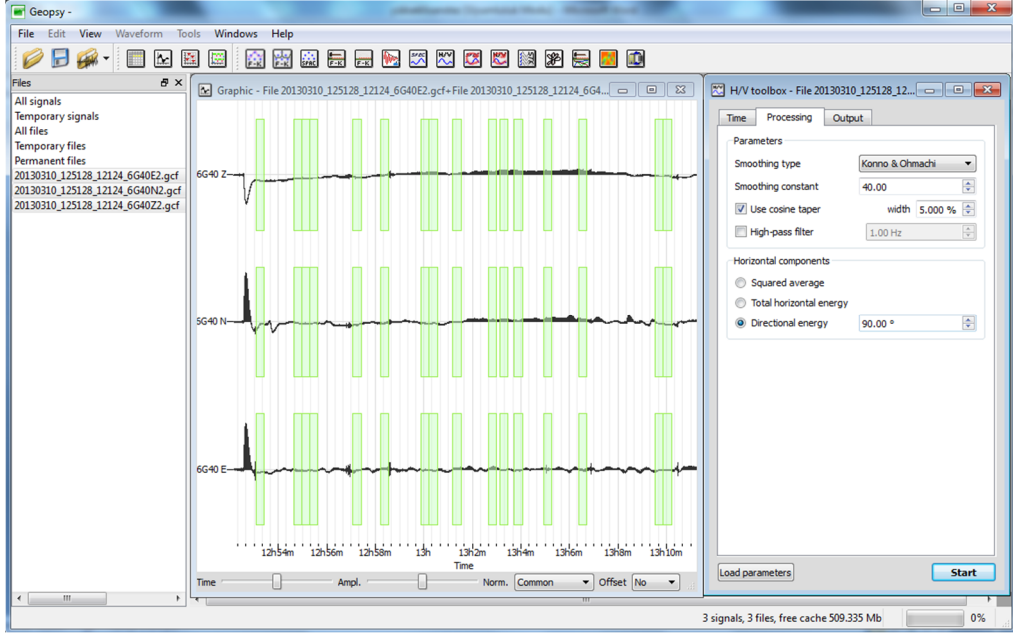 Geopsy -
File Edit View Waveform Tools Windows Help
Files
All signals
Temporary signals
All files
Temporary files
Permanent files
20130310_125128_12124_6G40E2.gcf
20130310_125128_12124_6G40N2.gcf
20130310_125128_12124_6G40Z2.gcf
Graphic - File 20130310_125128_12124_6G40E2.gcf+File 20130310_125128_12124_6G4...
6G40 Z
6G40 N
6G40 E
12h54m 12h56m 12h58m 13h 13h2m 13h4m 13h6m 13h8m 13h10m
Time
Time Ampl. Norm. Common Offset No
H/V toolbox - File 20130310_125128_12...
Time Processing Output
Parameters
Smoothing type Konno & Ohmachi
Smoothing constant 40.00
Use cosine taper width 5.000 %
High-pass filter 1.00 Hz
Horizontal components
Squared average
Total horizontal energy
Directional energy 90.00 °
Load parameters Start
3 signals, 3 files, free cache 509.335 Mb 0%